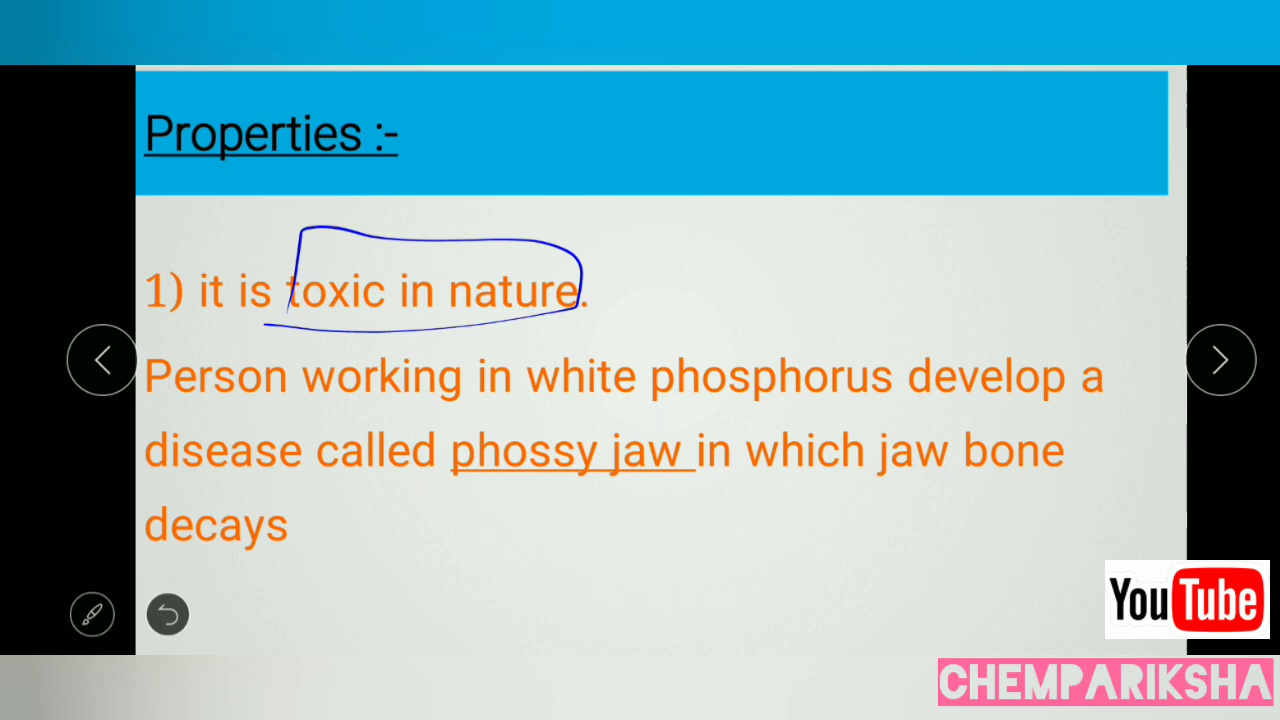 Properties :-
1) it is toxic in nature.
Person working in white phosphorus develop a
disease called phossy jaw in which jaw bone
decays
YouTube
CHEMPARIKSHA